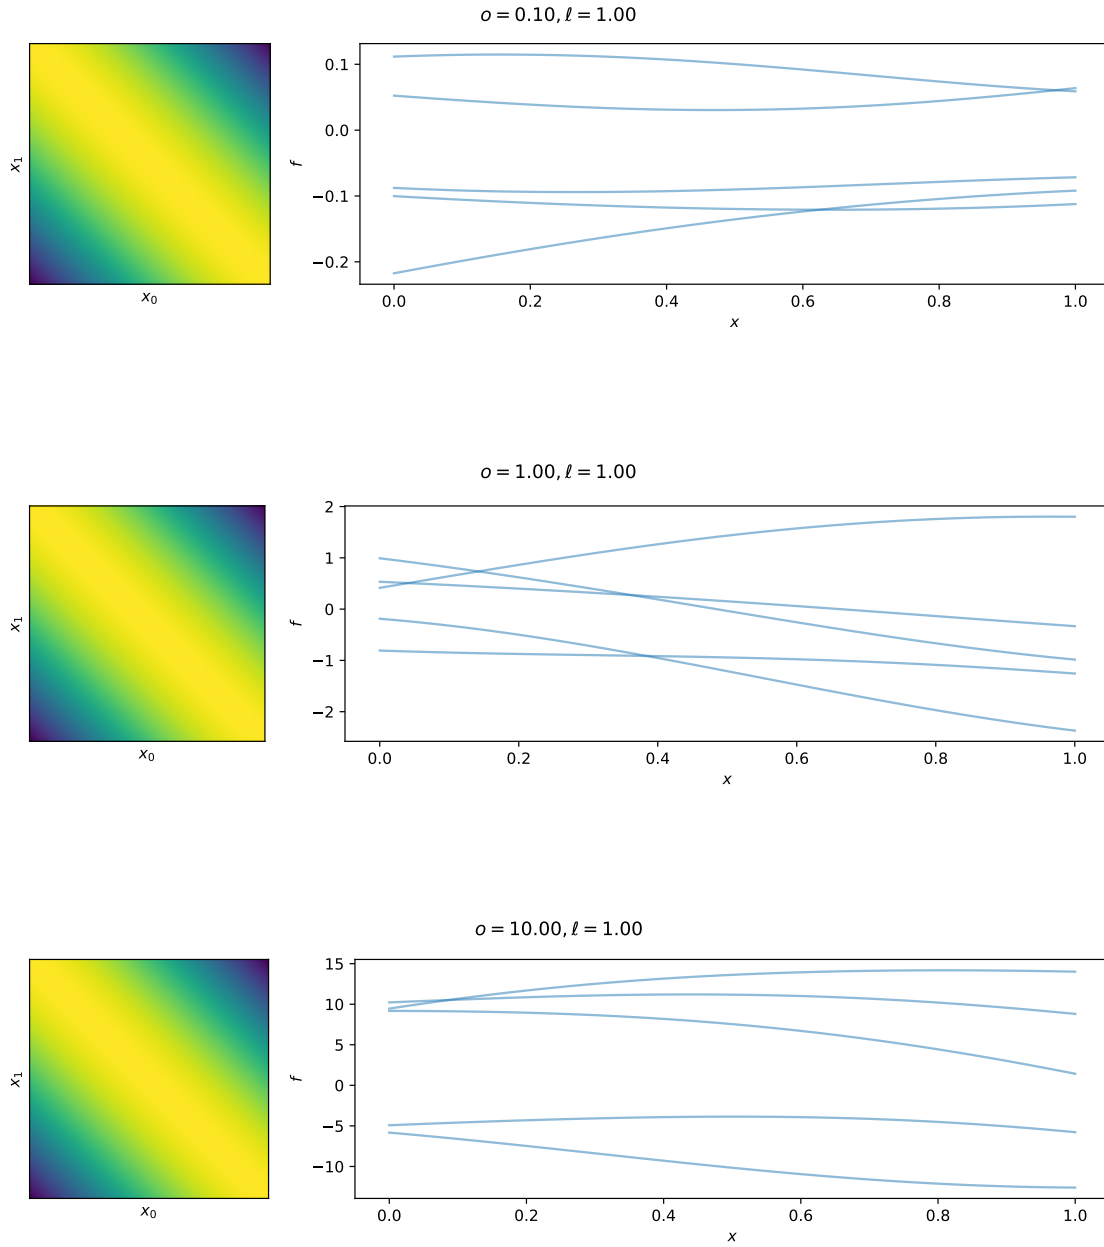 o = 0.10, ℓ = 1.00
x₁
x₀
f
0.1
0.0
−0.1
−0.2
0.0 0.2 0.4 0.6 0.8 1.0
x
o = 1.00, ℓ = 1.00
x₁
x₀
f
2
1
0
−1
−2
0.0 0.2 0.4 0.6 0.8 1.0
x
o = 10.00, ℓ = 1.00
x₁
x₀
f
15
10
5
0
−5
−10
0.0 0.2 0.4 0.6 0.8 1.0
x